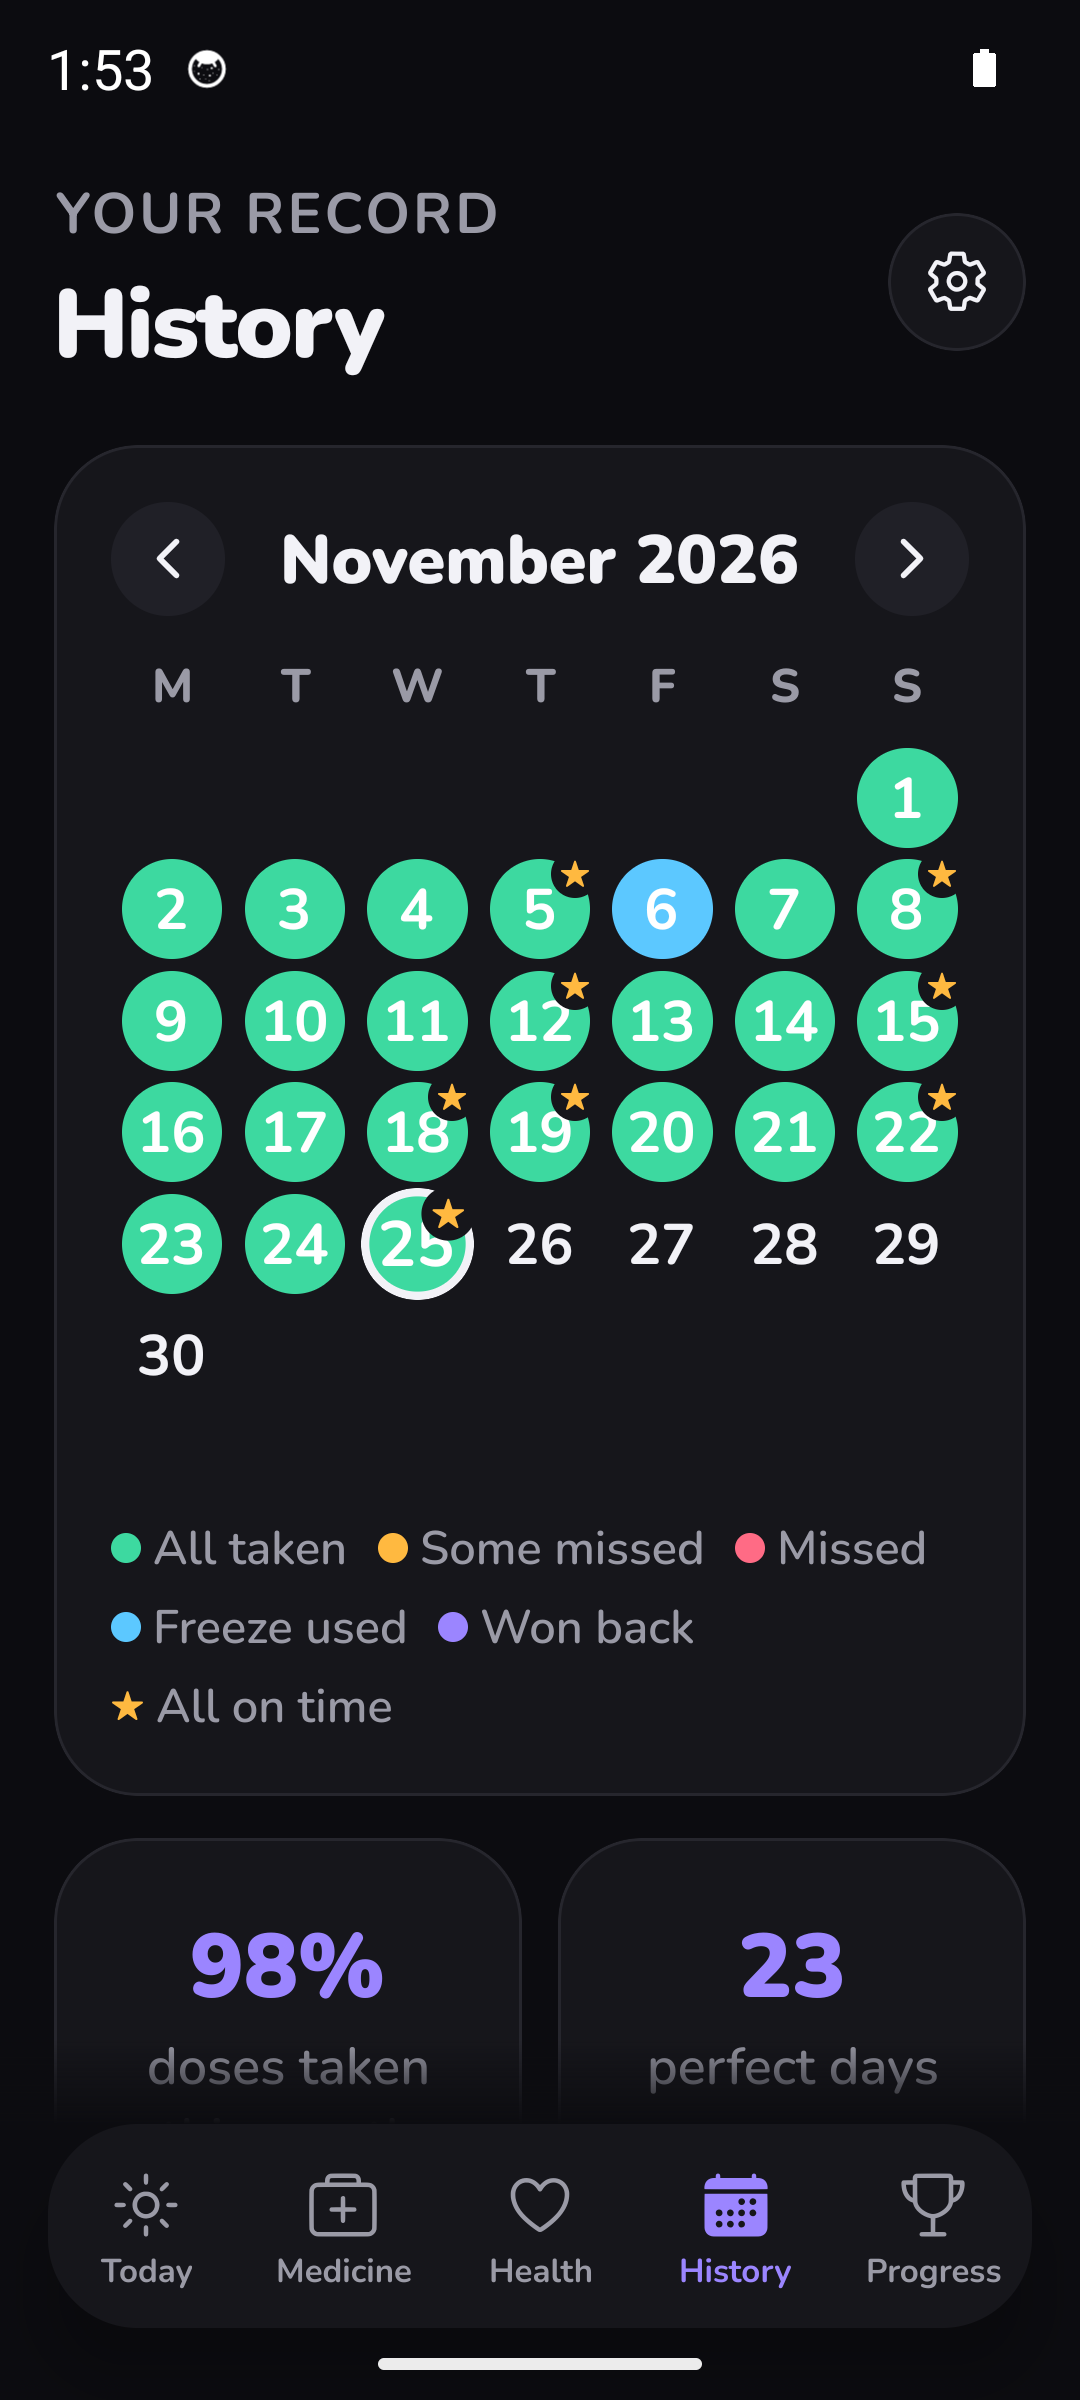 1:53
YOUR RECORD
History
November 2026
M T W T F S S
1
2 3 4 5 6 7 8
9 10 11 12 13 14 15
16 17 18 19 20 21 22
23 24 25 26 27 28 29
30
All taken Some missed Missed
Freeze used Won back
All on time
98% 23
doses taken perfect days
Today Medicine Health History Progress